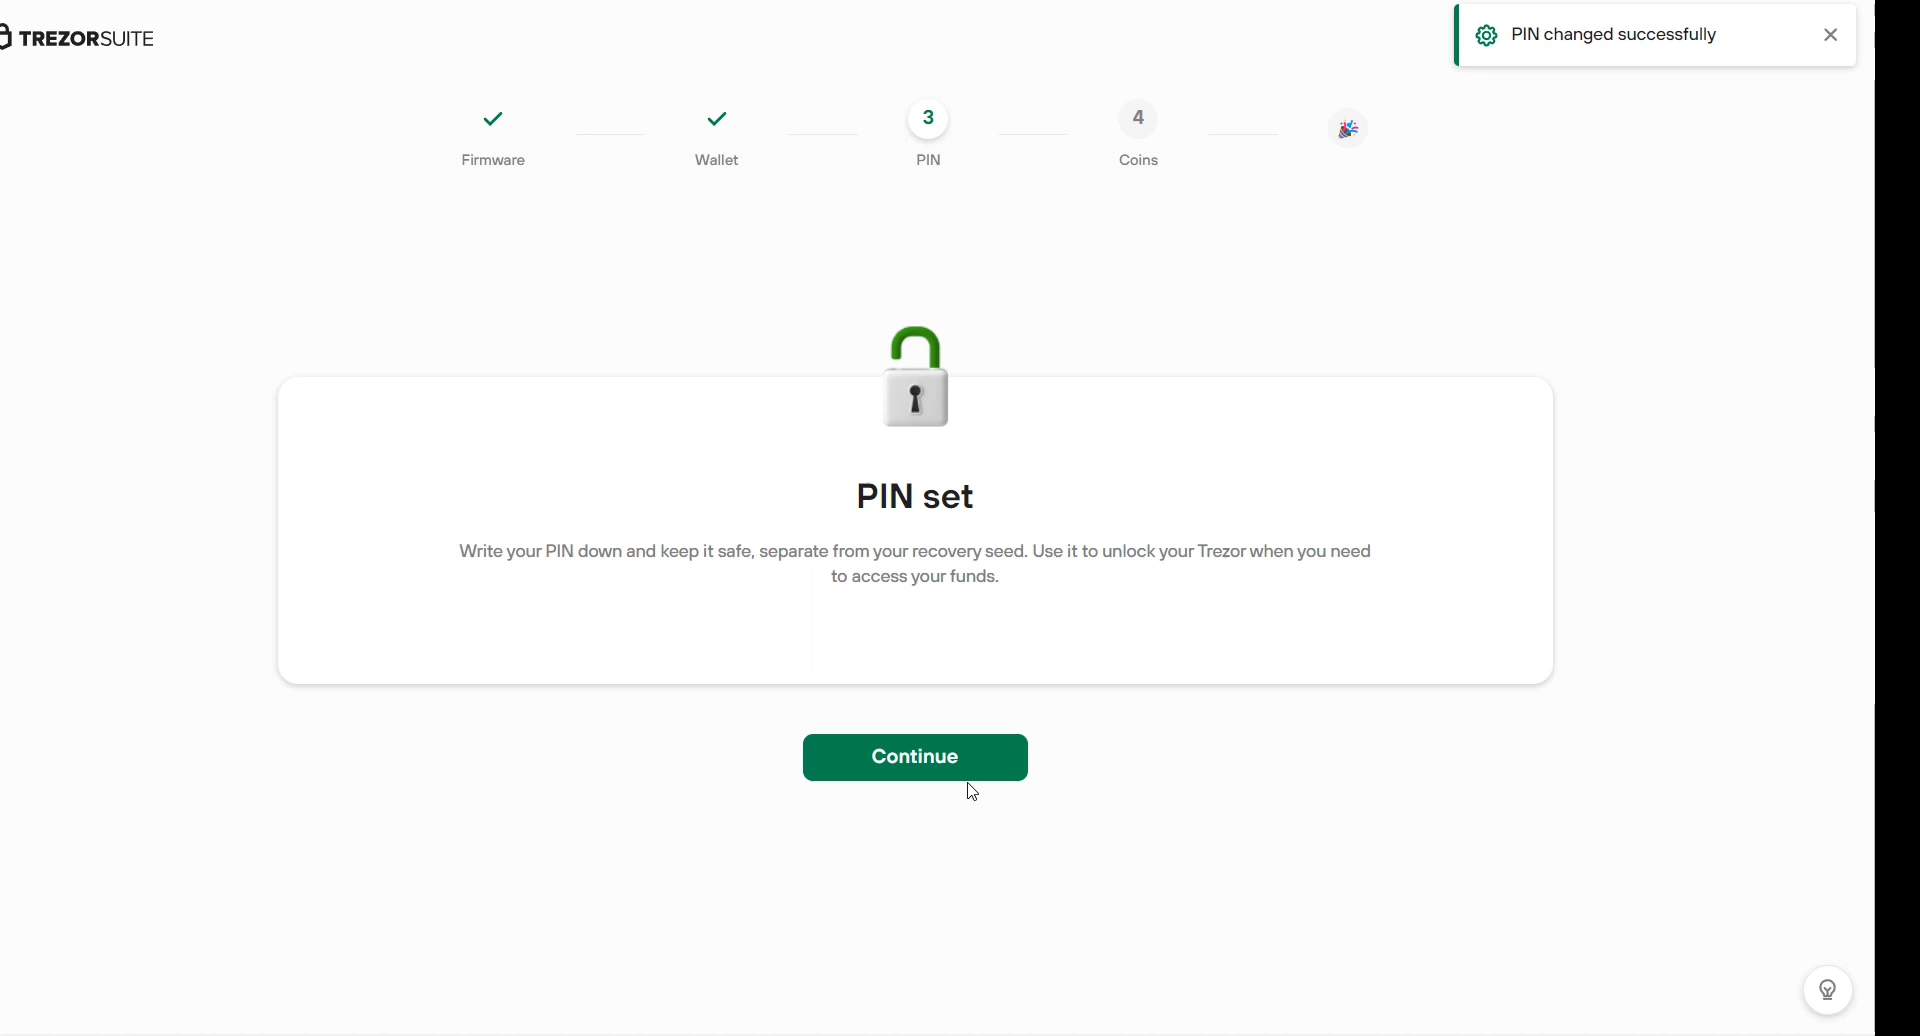 TREZORSUITE
PIN changed successfully
3
4
Firmware
Wallet
PIN
Coins
PIN set
Write your PIN down and keep it safe, separate from your recovery seed. Use it to unlock your Trezor when you need
to access your funds.
Continue